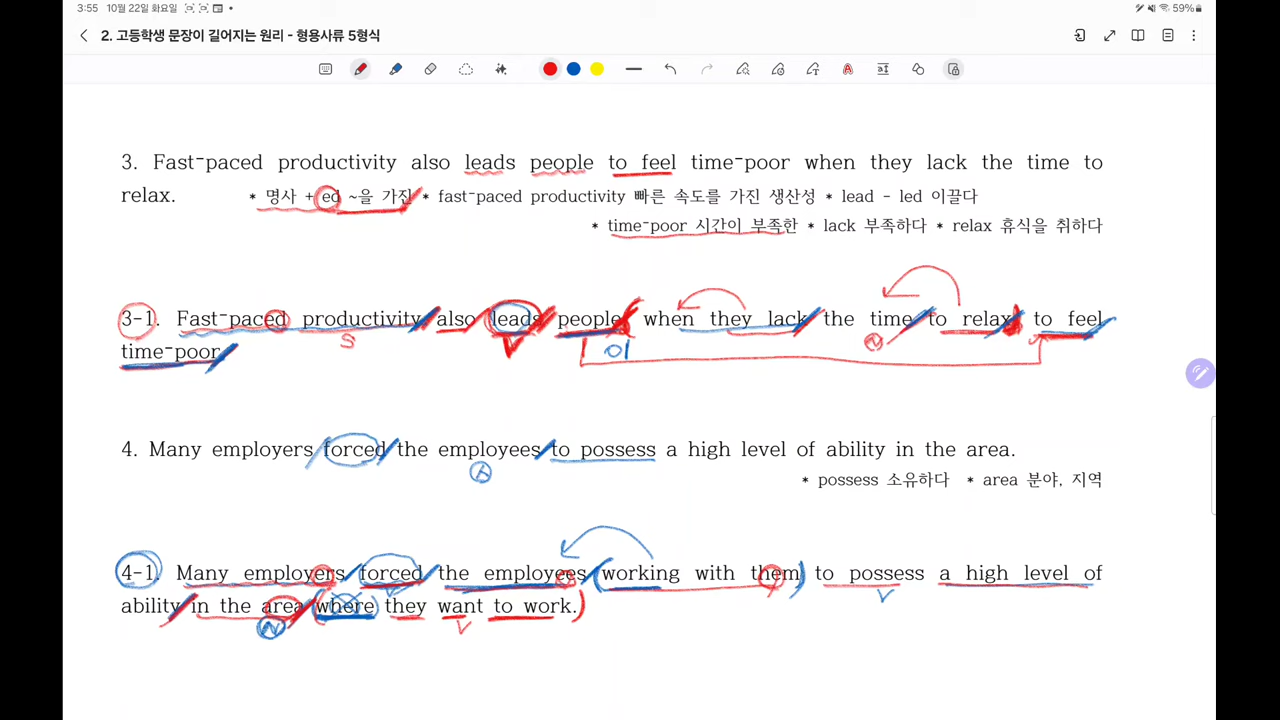 3:55 10월 22일 화요일 59%
2. 고등학생 문장이 길어지는 원리 - 형용사류 5형식
3. Fast-paced productivity also leads people to feel time-poor when they lack the time to
relax. * 명사 + ed ~을 가진 * fast-paced productivity 빠른 속도를 가진 생산성 * lead - led 이끌다
* time-poor 시간이 부족한 * lack 부족하다 * relax 휴식을 취하다
3-1. Fast-paced productivity also leads people when they lack the time to relax to feel
S V N
time-poor
4. Many employers forced the employees to possess a high level of ability in the area.
* possess 소유하다 * area 분야, 지역
4-1. Many employers forced the employees (working with them) to possess a high level of
V V
ability in the area (where they want to work.)
N V